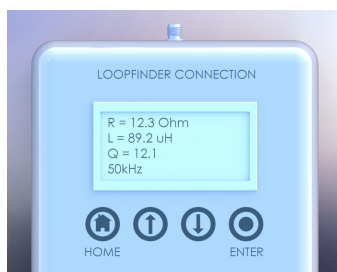 LOOPFINDER CONNECTION
R = 12.3 Ohm
L = 89.2 uH
Q = 12.1
50kHz
HOME
ENTER